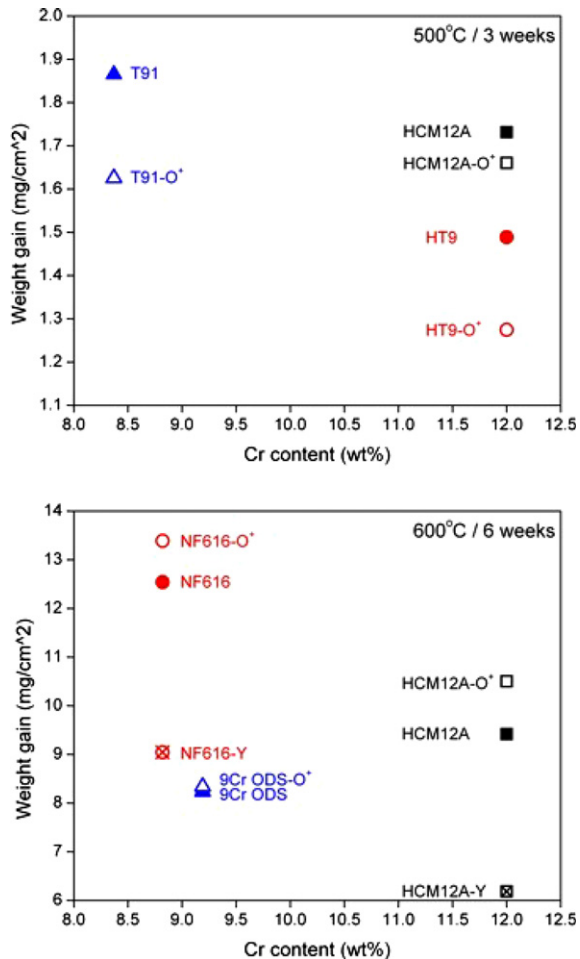 500°C / 3 weeks
2.0
1.9
1.8
1.7
1.6
1.5
1.4
1.3
1.2
1.1
Weight gain (mg/cm^2)
T91
T91-O⁺
HCM12A
HCM12A-O⁺
HT9
HT9-O⁺
8.0 8.5 9.0 9.5 10.0 10.5 11.0 11.5 12.0 12.5
Cr content (wt%)
600°C / 6 weeks
14
13
12
11
10
9
8
7
6
Weight gain (mg/cm^2)
NF616-O⁺
NF616
HCM12A-O⁺
HCM12A
NF616-Y
9Cr ODS-O⁺
9Cr ODS
HCM12A-Y
8.0 8.5 9.0 9.5 10.0 10.5 11.0 11.5 12.0 12.5
Cr content (wt%)